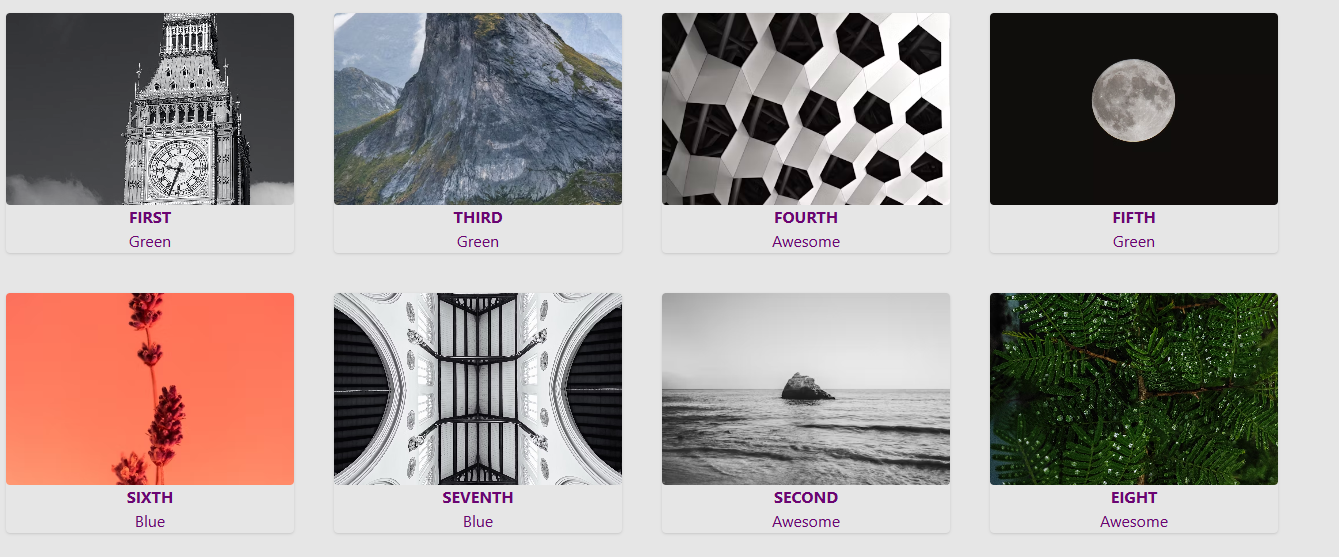 FIRST
Green
THIRD
Green
FOURTH
Awesome
FIFTH
Green
SIXTH
Blue
SEVENTH
Blue
SECOND
Awesome
EIGHT
Awesome